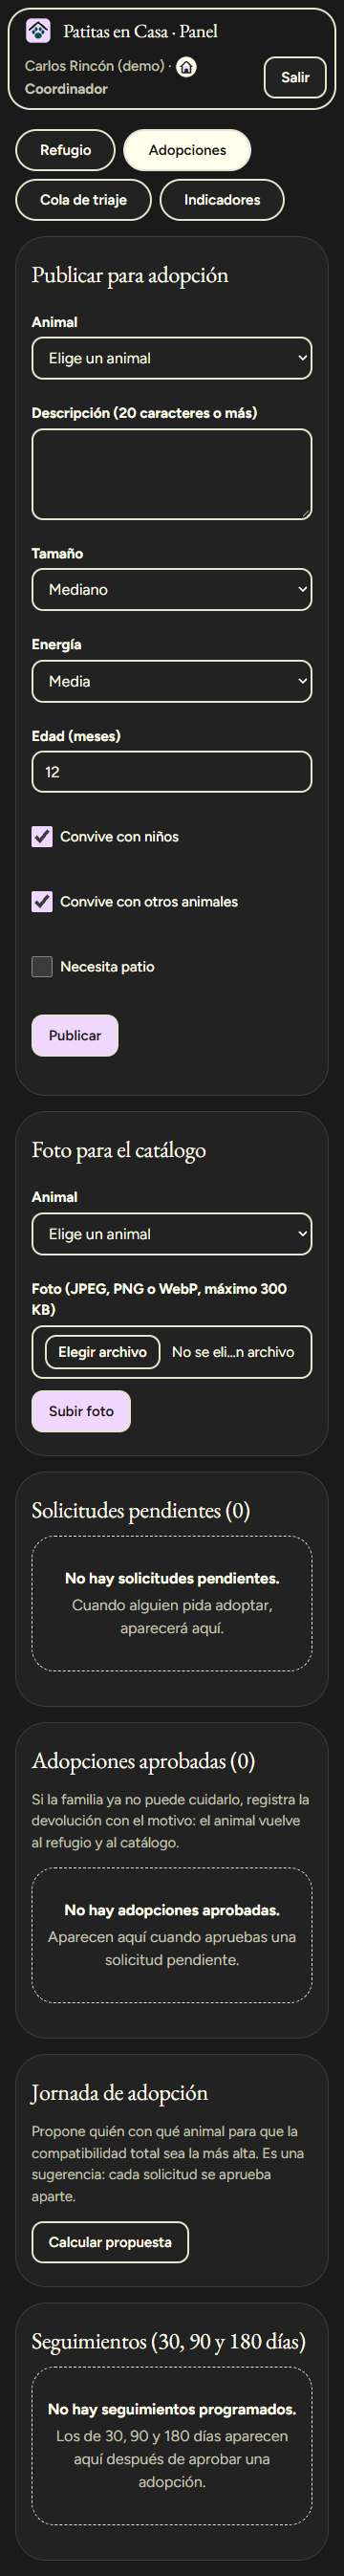 Patitas en Casa · Panel
Carlos Rincón (demo) ·
Coordinador
Salir
Refugio
Adopciones
Cola de triaje
Indicadores
Publicar para adopción
Animal
Elige un animal
Descripción (20 caracteres o más)
Tamaño
Mediano
Energía
Media
Edad (meses)
12
Convive con niños
Convive con otros animales
Necesita patio
Publicar
Foto para el catálogo
Animal
Elige un animal
Foto (JPEG, PNG o WebP, máximo 300
KB)
Elegir archivo
No se eli...n archivo
Subir foto
Solicitudes pendientes (0)
No hay solicitudes pendientes.
Cuando alguien pida adoptar,
aparecerá aquí.
Adopciones aprobadas (0)
Si la familia ya no puede cuidarlo, registra la
devolución con el motivo: el animal vuelve
al refugio y al catálogo.
No hay adopciones aprobadas.
Aparecen aquí cuando apruebas una
solicitud pendiente.
Jornada de adopción
Propone quién con qué animal para que la
compatibilidad total sea la más alta. Es una
sugerencia: cada solicitud se aprueba
aparte.
Calcular propuesta
Seguimientos (30, 90 y 180 días)
No hay seguimientos programados.
Los de 30, 90 y 180 días aparecen
aquí después de aprobar una
adopción.